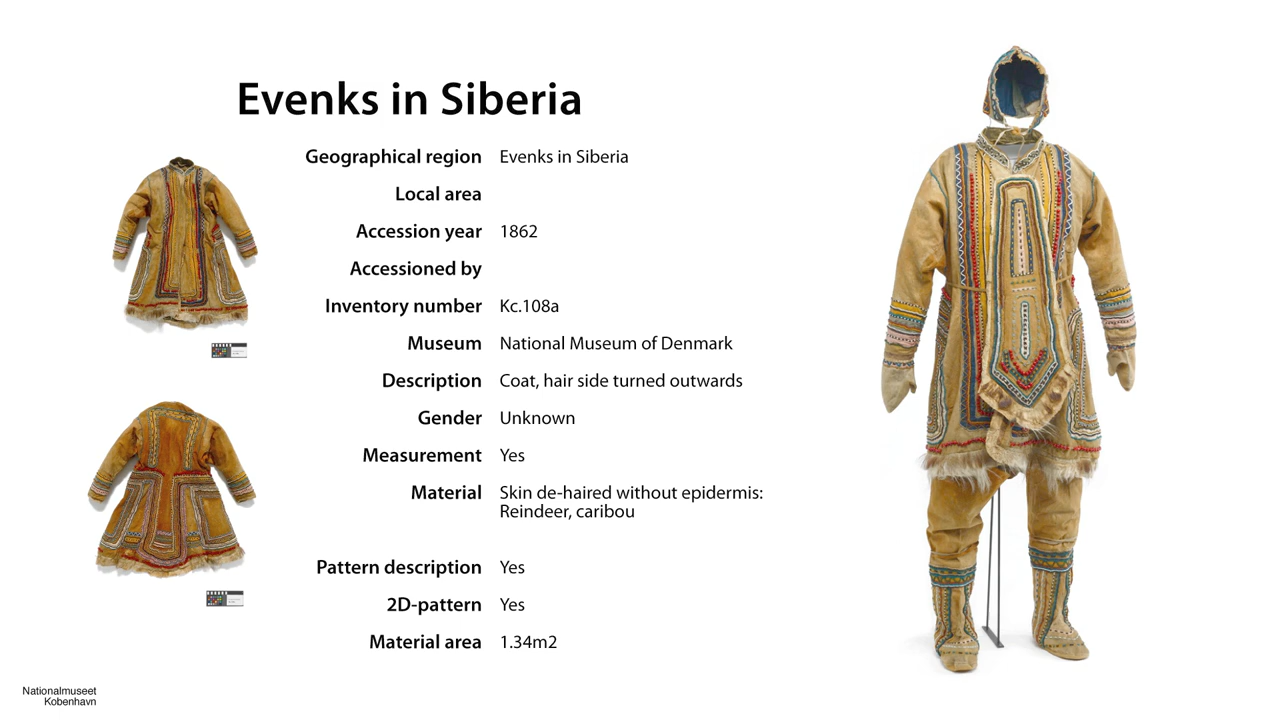 Evenks in Siberia
Geographical region Evenks in Siberia
Local area
Accession year 1862
Accessioned by
Inventory number Kc.108a
Museum National Museum of Denmark
Description Coat, hair side turned outwards
Gender Unknown
Measurement Yes
Material Skin de-haired without epidermis:
Reindeer, caribou
Pattern description Yes
2D-pattern Yes
Material area 1.34m2
Nationalmuseet
Kobenhavn